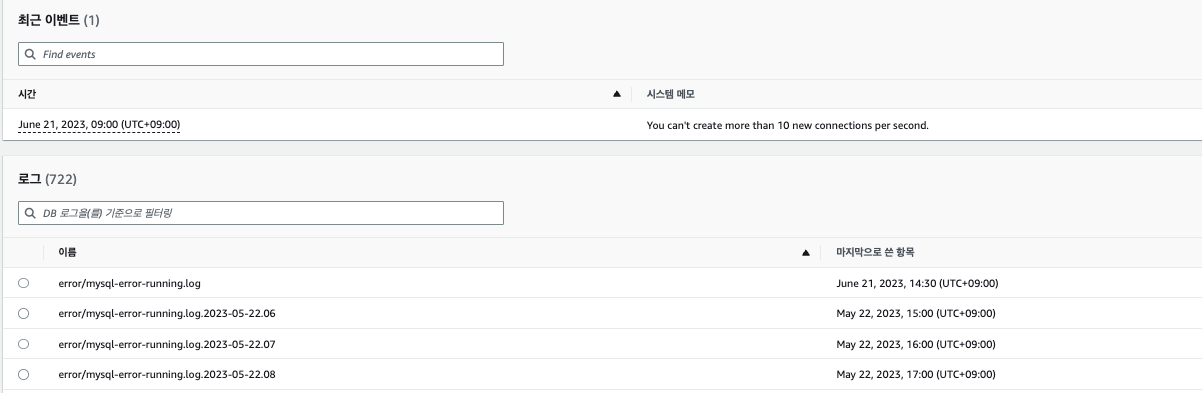 최근 이벤트 (1)
Find events
시간 시스템 메모
June 21, 2023, 09:00 (UTC+09:00) You can't create more than 10 new connections per second.
로그 (722)
DB 로그을(를) 기준으로 필터링
이름 마지막으로 쓴 항목
error/mysql-error-running.log June 21, 2023, 14:30 (UTC+09:00)
error/mysql-error-running.log.2023-05-22.06 May 22, 2023, 15:00 (UTC+09:00)
error/mysql-error-running.log.2023-05-22.07 May 22, 2023, 16:00 (UTC+09:00)
error/mysql-error-running.log.2023-05-22.08 May 22, 2023, 17:00 (UTC+09:00)